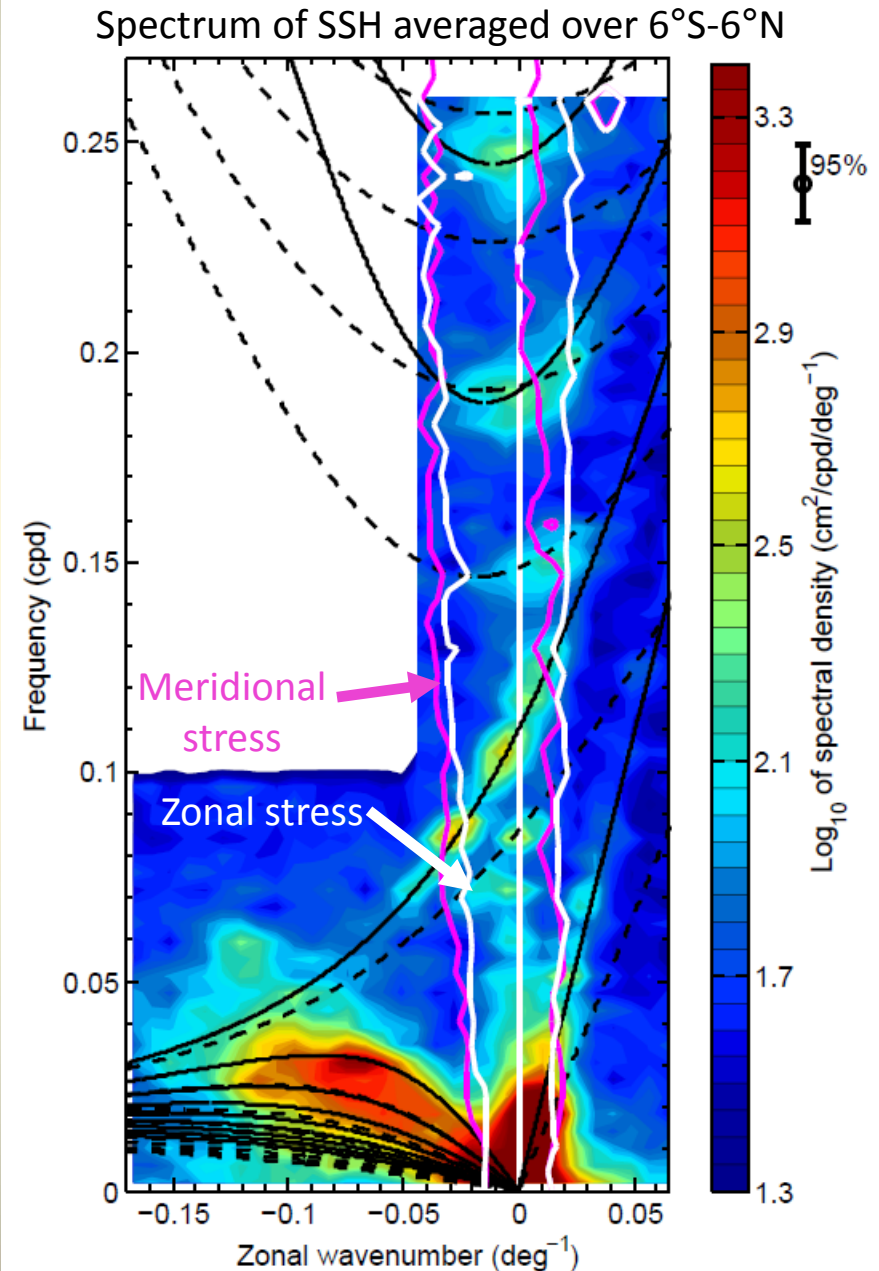 Spectrum of SSH averaged over 6°S-6°N
0.25
0.2
0.15
0.1
0.05
0
Frequency (cpd)
−0.15 −0.1 −0.05 0 0.05
Zonal wavenumber (deg⁻¹)
Meridional
stress
Zonal stress
3.3
2.9
2.5
2.1
1.7
1.3
95%
Log₁₀ of spectral density (cm²/cpd/deg⁻¹)